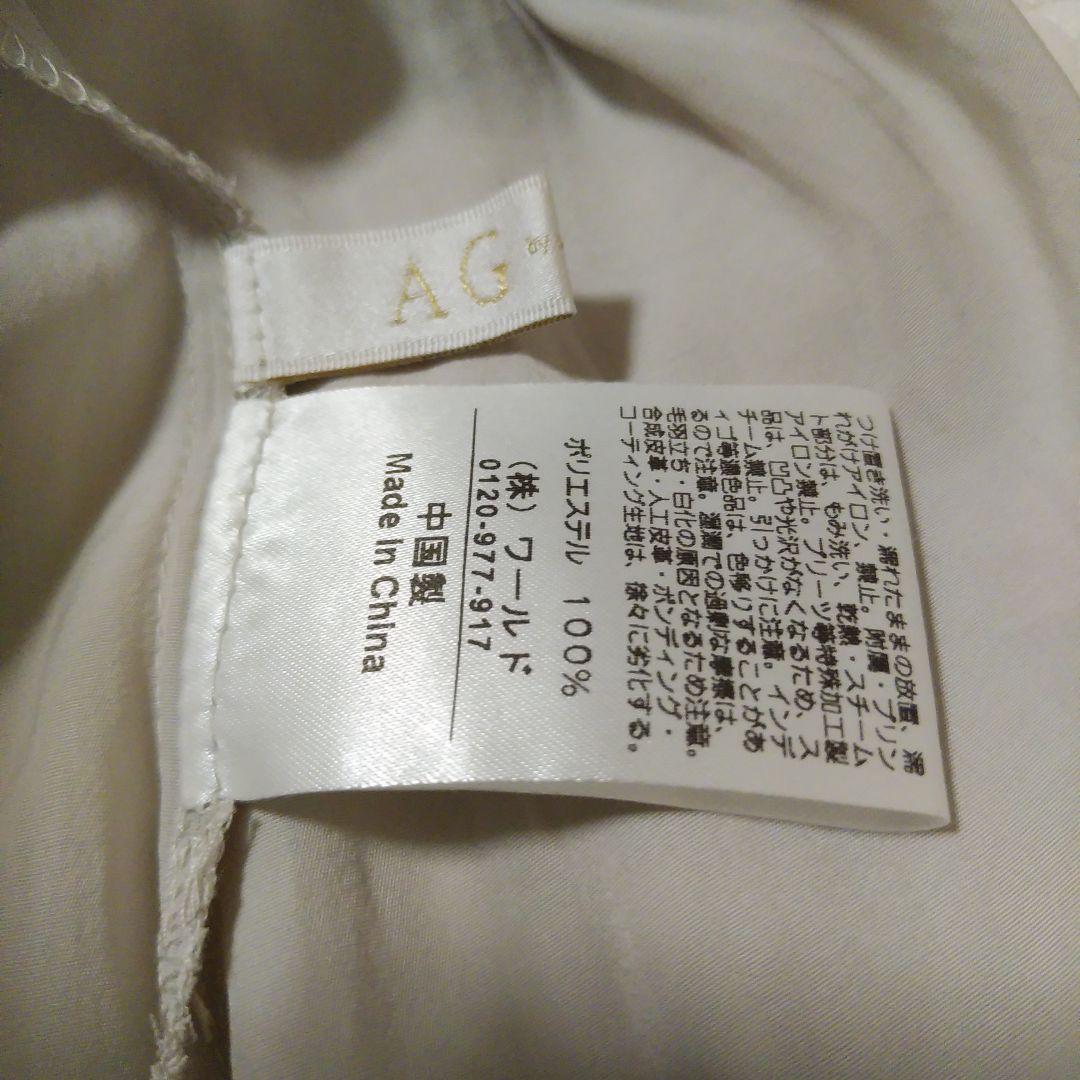 AG
つけ置き洗い・濡れたままの放置、濡
れがけアイロン、禁止。附属・プリン
ト部分は、もみ洗い、乾燥・スチーム
アイロン禁止。プリーツ等特殊加工製
品は、凹凸や光沢がなくなるため、ス
チーム禁止。引っかけに注意。インデ
ィゴ等濃色品は、色移りすることがあ
るので注意。湿潤での過剰な摩擦は、
毛羽立ち・白化の原因となるため注意。
合成皮革・人工皮革・ボンディング・
コーティング生地は、徐々に劣化する。
ポリエステル 100%
(株)ワールド
0120-977-917
中国製
Made In China